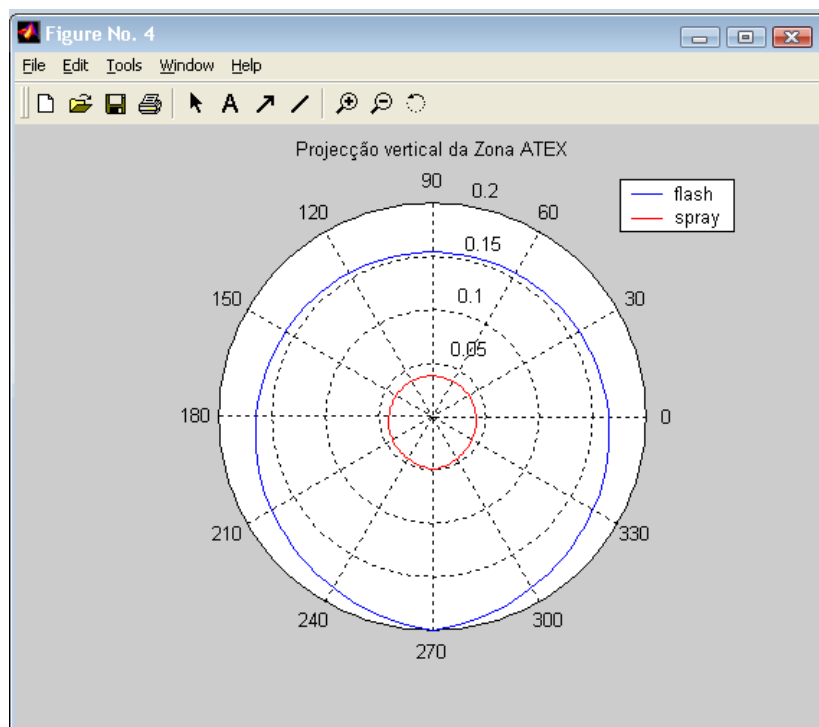 Figure No. 4
File Edit Tools Window Help
A
Projecção vertical da Zona ATEX
flash
spray
90
0.2
120
60
0.15
150
30
0.1
0.05
180
0
210
330
240
300
270